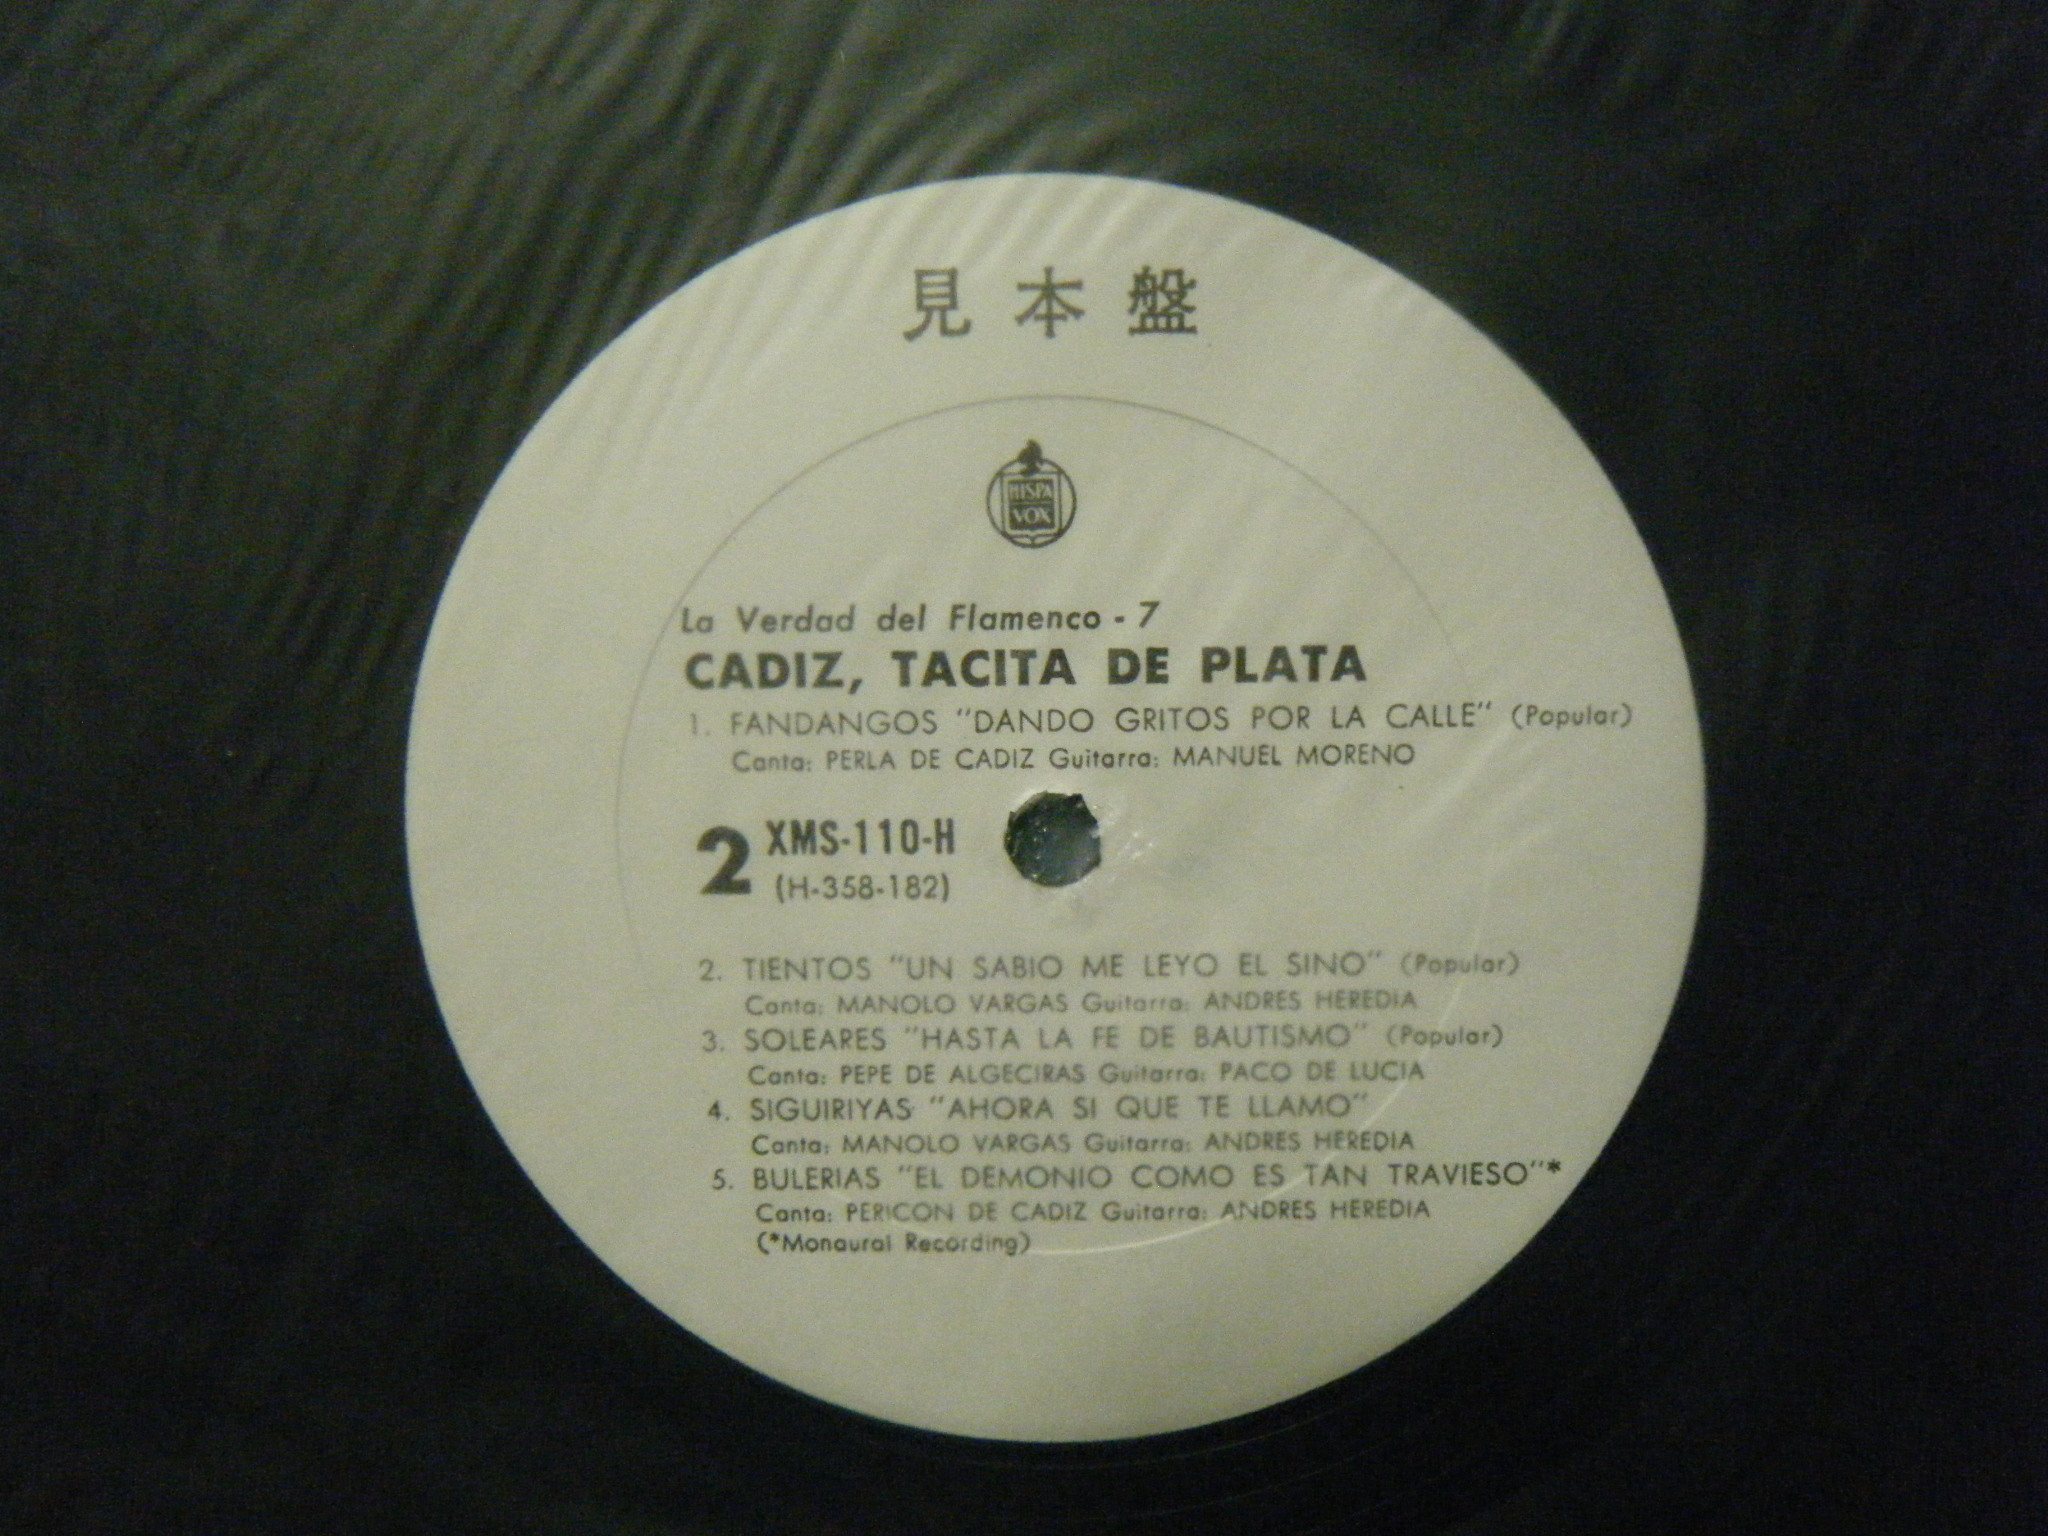 見本盤
HISPA
VOX
La Verdad del Flamenco - 7
CADIZ, TACITA DE PLATA
1. FANDANGOS "DANDO GRITOS POR LA CALLE" (Popular)
Canta: PERLA DE CADIZ Guitarra: MANUEL MORENO
2 XMS-110-H
(H-358-182)
2. TIENTOS "UN SABIO ME LEYO EL SINO" (Popular)
Canta: MANOLO VARGAS Guitarra: ANDRES HEREDIA
3. SOLEARES "HASTA LA FE DE BAUTISMO" (Popular)
Canta: PEPE DE ALGECIRAS Guitarra: PACO DE LUCIA
4. SIGUIRIYAS "AHORA SI QUE TE LLAMO"
Canta: MANOLO VARGAS Guitarra: ANDRES HEREDIA
5. BULERIAS "EL DEMONIO COMO ES TAN TRAVIESO"*
Canta: PERICON DE CADIZ Guitarra: ANDRES HEREDIA
(*Monaural Recording)